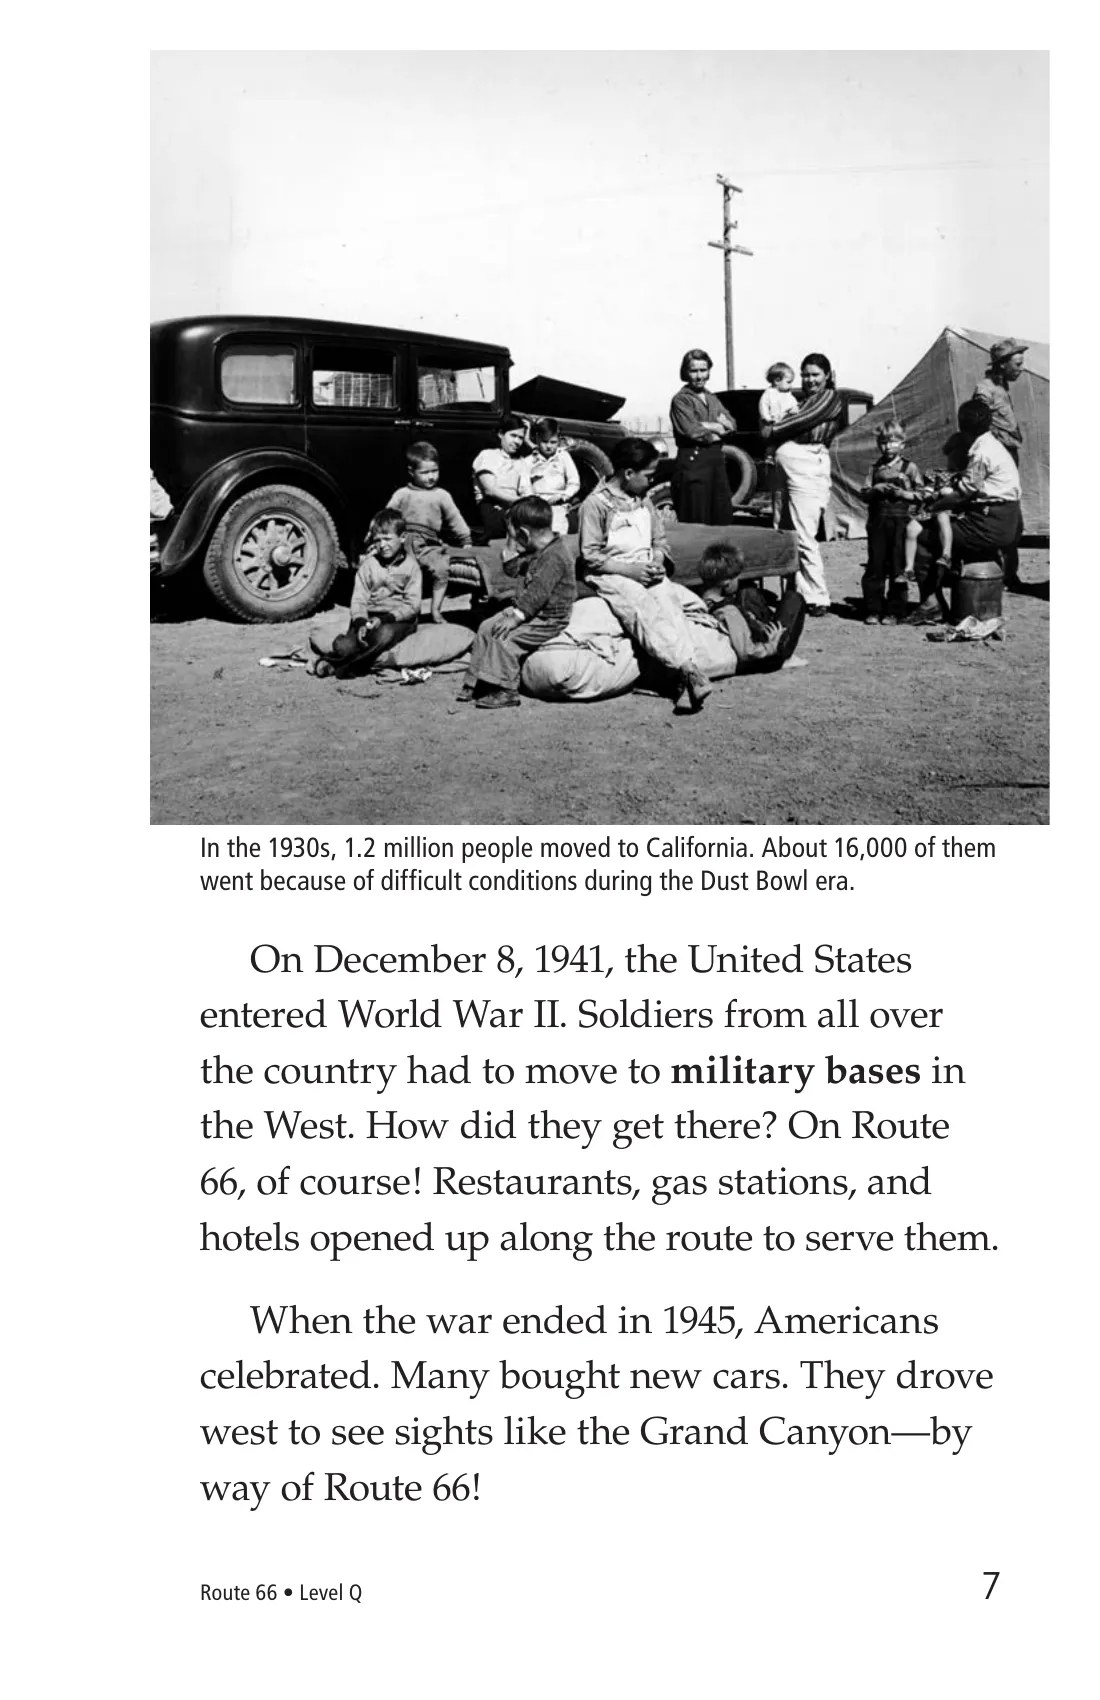 In the 1930s, 1.2 million people moved to California. About 16,000 of them
went because of difficult conditions during the Dust Bowl era.
On December 8, 1941, the United States
entered World War II. Soldiers from all over
the country had to move to military bases in
the West. How did they get there? On Route
66, of course! Restaurants, gas stations, and
hotels opened up along the route to serve them.
When the war ended in 1945, Americans
celebrated. Many bought new cars. They drove
west to see sights like the Grand Canyon—by
way of Route 66!
Route 66 • Level Q
7